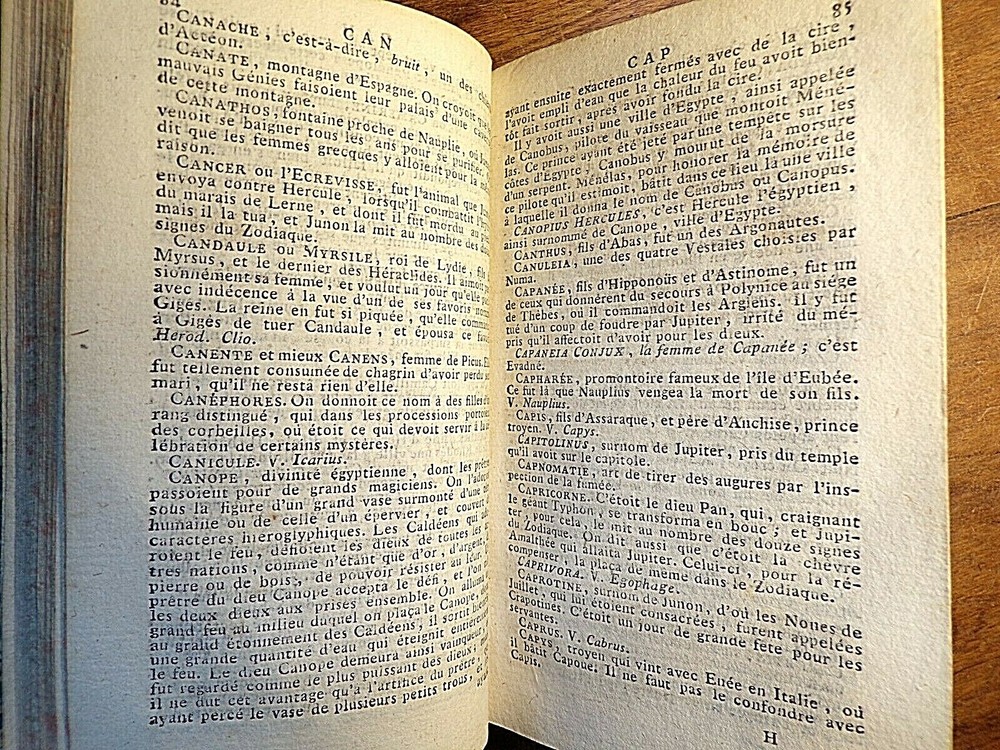 84
CAN
CANACHE, c'est-à-dire, bruit, un des
d'Actéon.
CANATE, montagne d'Espagne. On croyoit que
mauvais Génies faisoient leur palais d'une
de cette montagne.
CANATHOS, fontaine proche de Nauplie, où
venoit se baigner tous les ans pour se purifier.
dit que les femmes grecques y alloient pour la
raison.
CANCER ou l'ECREVISSE, fut l'animal que
envoya contre Hercule, lorsqu'il combattit
du marais de Lerne, et dont il fut mordu au
mais il la tua, et Junon la mit au nombre des
signes du Zodiaque.
CANDAULE ou MYRSILE, roi de Lydie, fils
Myrsus, et le dernier des Héraclides. Il aimoit
sionnément sa femme, et voulut un jour qu'elle
avec indécence à la vue d'un de ses favoris
Gigès. La reine en fut si piquée, qu'elle
à Gigès de tuer Candaule, et épousa ce
Herod. Clio.
CANENTE et mieux CANENS, femme de Picus.
fut tellement consumée de chagrin d'avoir perdu
mari, qu'il ne resta rien d'elle.
CANÉPHORES. On donnoit ce nom à des filles
rang distingué, qui dans les processions
des corbeilles, où étoit ce qui devoit servir à la
lébration de certains mystères.
CANICULE. V. Icarius.
CANOPE, divinité égyptienne, dont les
passoient pour de grands magiciens. On
sous la figure d'un grand vase surmonté d'une
humaine ou de celle d'un épervier, et couvert
caractères hiéroglyphiques. Les Caldéens qui
roient le feu, défioient les dieux de toutes les
tres nations, comme n'étant que d'or, d'argent,
pierre ou de bois, de pouvoir résister au
prêtre du dieu Canope accepta le défi, et l'on
les deux dieux aux prises ensemble. On alluma
grand feu au milieu duquel on plaça le Canope,
au grand étonnement des Caldéens, il sortit
une grande quantité d'eau qui éteignit
le feu. Le dieu Canope demeura ainsi vainqueur,
fut regardé comme le plus puissant des dieux;
il ne dut cet avantage qu'à l'artifice du prêtre,
ayant percé le vase de plusieurs petits trous,
85
CAP
ayant ensuite exactement fermés avec de la cire,
l'avoit empli d'eau que la chaleur du feu avoit bien-
tôt fait sortir, après avoir fondu la cire.
Il y avoit aussi une ville d'Egypte, ainsi appelée
de Canobus, pilote du vaisseau que montoit Méné-
las. Ce prince ayant été jeté par une tempête sur les
côtes d'Egypte, Canobus y mourut de la morsure
d'un serpent. Ménélas, pour honorer la mémoire de
ce pilote qu'il estimoit, bâtit dans ce lieu là une ville
à laquelle il donna le nom de Canobus ou Canopus.
CANOPIUS HERCULES, c'est Hercule l'égyptien,
ainsi surnommé de Canope, ville d'Egypte.
CANTHUS, fils d'Abas, fut un des Argonautes.
CANULEIA, une des quatre Vestales choisies par
Numa.
CAPANÉE, fils d'Hipponoüs et d'Astinome, fut un
de ceux qui donnèrent du secours à Polynice au siége
de Thèbes, où il commandoit les Argiens. il y fut
tué d'un coup de foudre par Jupiter, irrité du mé-
pris qu'il affectoit d'avoir pour les dieux.
CAPANEIA CONJUX, la femme de Capanée; c'est
Evadné.
CAPHARÉE, promontoire fameux de l'île d'Eubée.
Ce fut là que Nauplius vengea la mort de son fils.
V. Nauplius.
CAPIS, fils d'Assaraque, et père d'Anchise, prince
troyen. V. Capys.
CAPITOLINUS, surnom de Jupiter, pris du temple
qu'il avoit sur le capitole.
CAPNOMATIE, art de tirer des augures par l'ins-
pection de la fumée.
CAPRICORNE. C'étoit le dieu Pan, qui, craignant
le géant Typhon, se transforma en bouc; et Jupi-
ter, pour cela, le mit au nombre des douze signes
du Zodiaque. On dit aussi que c'étoit la chèvre
Amalthée qui allaita Jupiter. Celui-ci, pour la ré-
compenser, la plaça de même dans le Zodiaque.
CAPRIVORA. V. Egophage.
CAPROTINE, surnom de Junon, d'où les Nones de
Juillet, qui lui étoient consacrées, furent appelées
Crapotines. C'étoit un jour de grande fête pour les
servantes.
CAPRUS. V. Cabrus.
CAPYS, troyen qui vint avec Enée en Italie, où
il bâtit Capoue. Il ne faut pas le confondre avec
Capis.
H